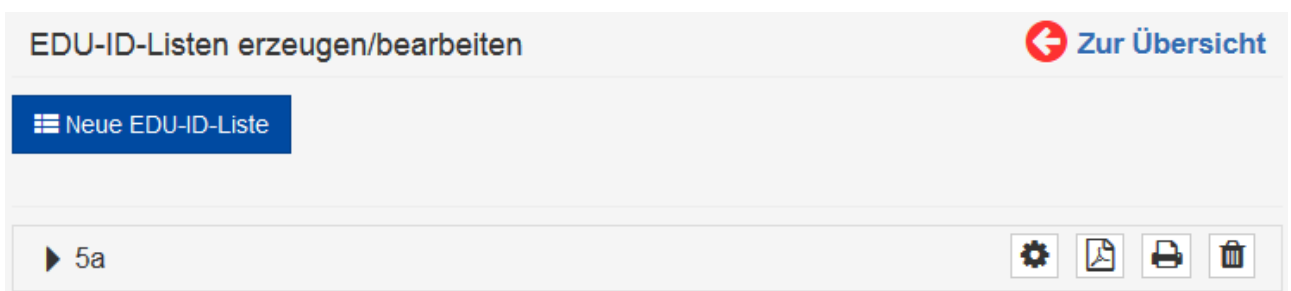 EDU-ID-Listen erzeugen/bearbeiten
Zur Übersicht
Neue EDU-ID-Liste
5a